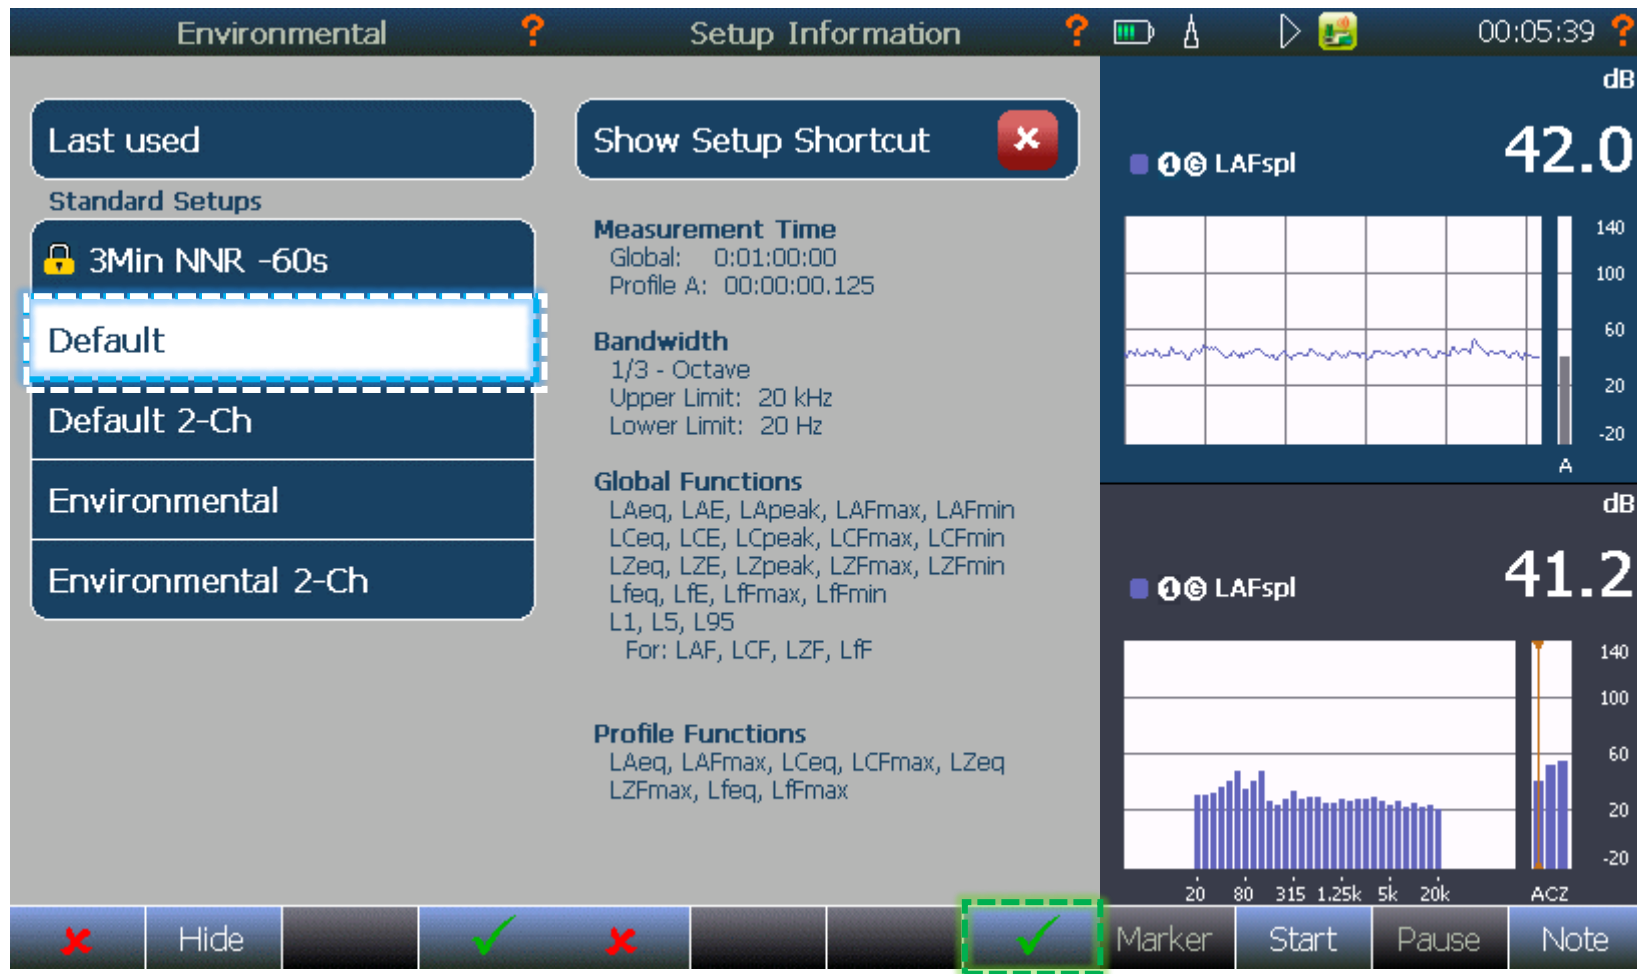 Environmental ?
Setup Information ?
00:05:39 ?
Last used
Standard Setups
3Min NNR -60s
Default
Default 2-Ch
Environmental
Environmental 2-Ch
Show Setup Shortcut
Measurement Time
Global: 0:01:00:00
Profile A: 00:00:00.125
Bandwidth
1/3 - Octave
Upper Limit: 20 kHz
Lower Limit: 20 Hz
Global Functions
LAeq, LAE, LApeak, LAFmax, LAFmin
LCeq, LCE, LCpeak, LCFmax, LCFmin
LZeq, LZE, LZpeak, LZFmax, LZFmin
Lfeq, LfE, LfFmax, LfFmin
L1, L5, L95
For: LAF, LCF, LZF, LfF
Profile Functions
LAeq, LAFmax, LCeq, LCFmax, LZeq
LZFmax, Lfeq, LfFmax
dB
1 G LAFspl 42.0
140
100
60
20
-20
A
dB
1 G LAFspl 41.2
140
100
60
20
-20
20 80 315 1.25k 5k 20k ACZ
Hide
Marker Start Pause Note